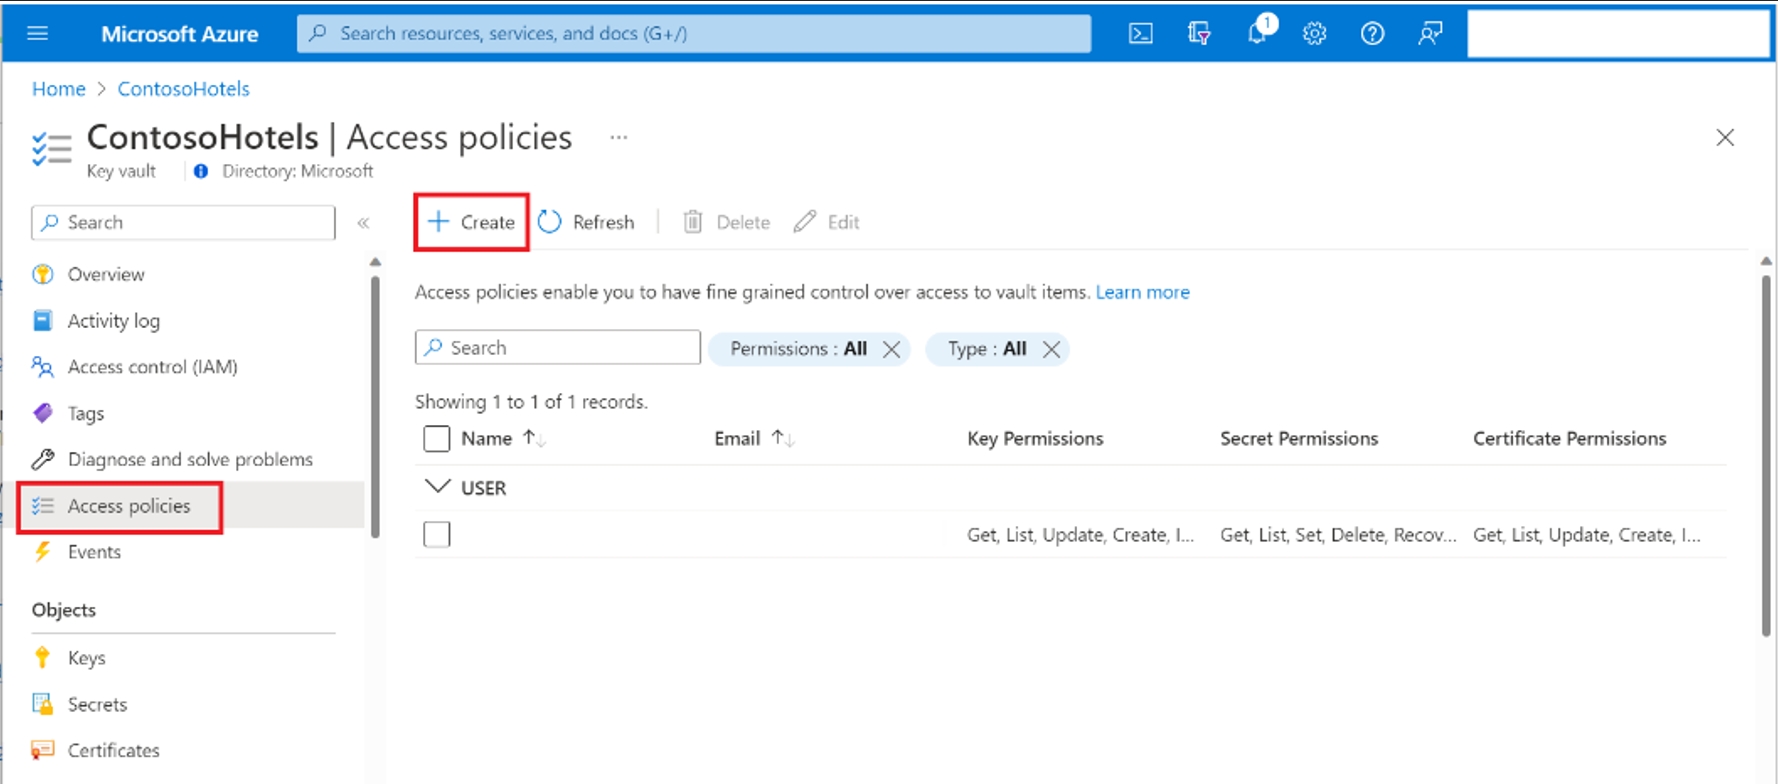 Microsoft Azure
Search resources, services, and docs (G+/)
1
Home > ContosoHotels
ContosoHotels | Access policies ...
Key vault
Directory: Microsoft
Search
«
Create
Refresh
Delete
Edit
Overview
Activity log
Access control (IAM)
Tags
Diagnose and solve problems
Access policies
Events
Objects
Keys
Secrets
Certificates
Access policies enable you to have fine grained control over access to vault items. Learn more
Search
Permissions : All
Type : All
Showing 1 to 1 of 1 records.
Name ↑↓ Email ↑↓ Key Permissions Secret Permissions Certificate Permissions
USER
Get, List, Update, Create, I... Get, List, Set, Delete, Recov... Get, List, Update, Create, I...